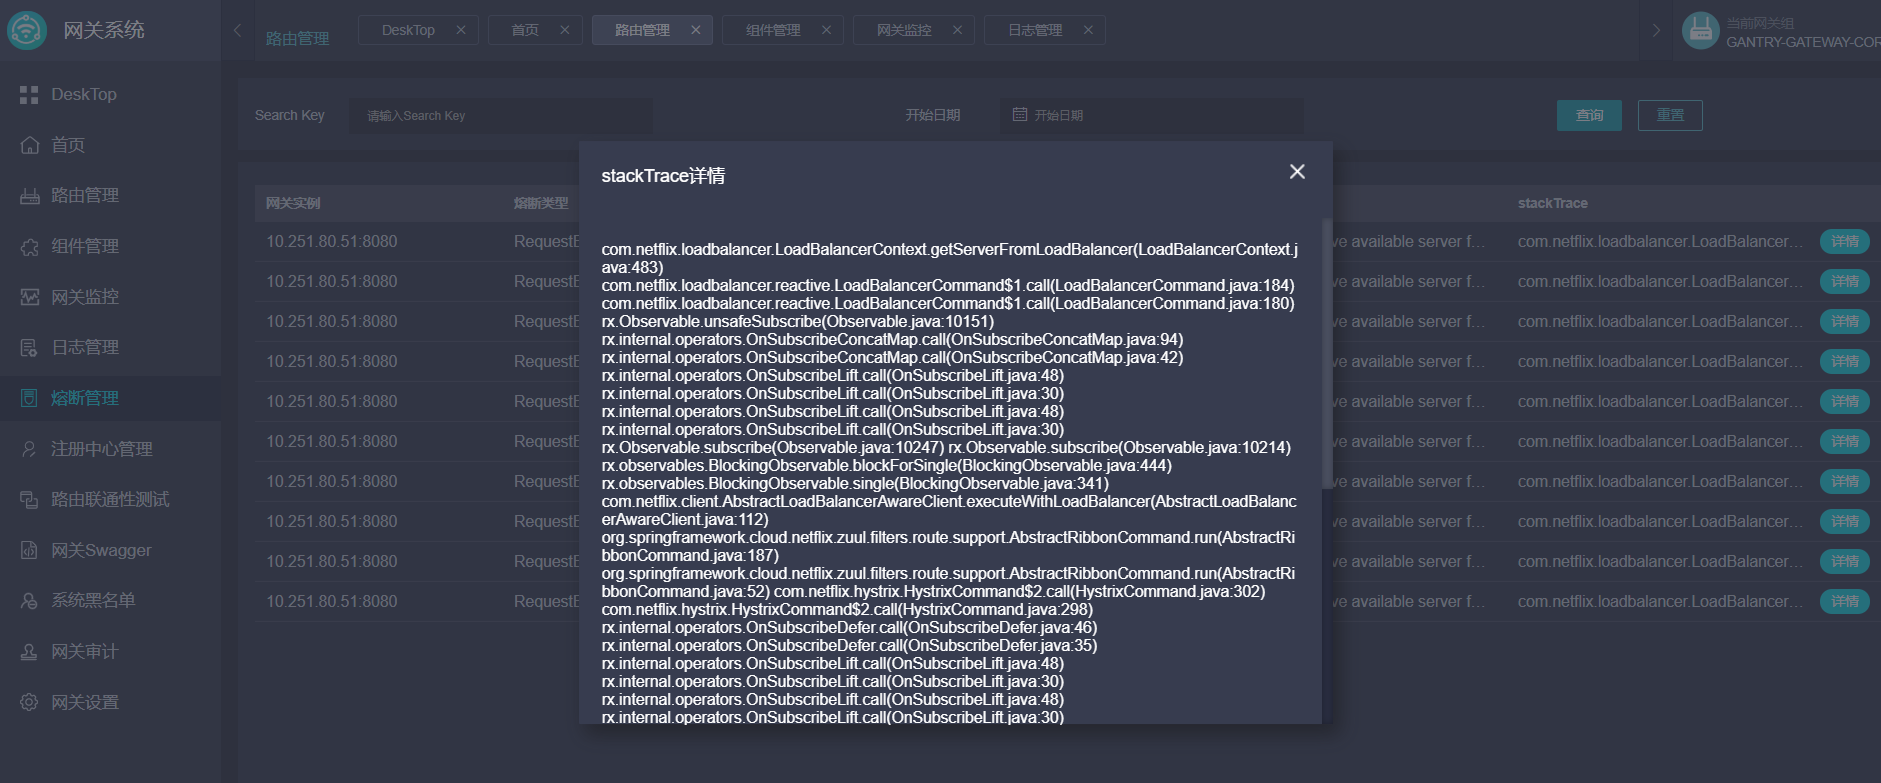 网关系统
路由管理
DeskTop
首页
路由管理
组件管理
网关监控
日志管理
当前网关组
GANTRY-GATEWAY-COR
DeskTop
首页
路由管理
组件管理
网关监控
日志管理
熔断管理
注册中心管理
路由联通性测试
网关Swagger
系统黑名单
网关审计
网关设置
Search Key 请输入Search Key 开始日期 开始日期 查询 重置
网关实例 熔断类型 stackTrace
10.251.80.51:8080 RequestE ve available server f... com.netflix.loadbalancer.LoadBalancer... 详情
10.251.80.51:8080 RequestE ve available server f... com.netflix.loadbalancer.LoadBalancer... 详情
10.251.80.51:8080 RequestE ve available server f... com.netflix.loadbalancer.LoadBalancer... 详情
10.251.80.51:8080 RequestE ve available server f... com.netflix.loadbalancer.LoadBalancer... 详情
10.251.80.51:8080 RequestE ve available server f... com.netflix.loadbalancer.LoadBalancer... 详情
10.251.80.51:8080 RequestE ve available server f... com.netflix.loadbalancer.LoadBalancer... 详情
10.251.80.51:8080 RequestE ve available server f... com.netflix.loadbalancer.LoadBalancer... 详情
10.251.80.51:8080 RequestE ve available server f... com.netflix.loadbalancer.LoadBalancer... 详情
10.251.80.51:8080 RequestE ve available server f... com.netflix.loadbalancer.LoadBalancer... 详情
10.251.80.51:8080 RequestE ve available server f... com.netflix.loadbalancer.LoadBalancer... 详情
stackTrace详情
com.netflix.loadbalancer.LoadBalancerContext.getServerFromLoadBalancer(LoadBalancerContext.j
ava:483)
com.netflix.loadbalancer.reactive.LoadBalancerCommand$1.call(LoadBalancerCommand.java:184)
com.netflix.loadbalancer.reactive.LoadBalancerCommand$1.call(LoadBalancerCommand.java:180)
rx.Observable.unsafeSubscribe(Observable.java:10151)
rx.internal.operators.OnSubscribeConcatMap.call(OnSubscribeConcatMap.java:94)
rx.internal.operators.OnSubscribeConcatMap.call(OnSubscribeConcatMap.java:42)
rx.internal.operators.OnSubscribeLift.call(OnSubscribeLift.java:48)
rx.internal.operators.OnSubscribeLift.call(OnSubscribeLift.java:30)
rx.internal.operators.OnSubscribeLift.call(OnSubscribeLift.java:48)
rx.internal.operators.OnSubscribeLift.call(OnSubscribeLift.java:30)
rx.Observable.subscribe(Observable.java:10247) rx.Observable.subscribe(Observable.java:10214)
rx.observables.BlockingObservable.blockForSingle(BlockingObservable.java:444)
rx.observables.BlockingObservable.single(BlockingObservable.java:341)
com.netflix.client.AbstractLoadBalancerAwareClient.executeWithLoadBalancer(AbstractLoadBalanc
erAwareClient.java:112)
org.springframework.cloud.netflix.zuul.filters.route.support.AbstractRibbonCommand.run(AbstractRi
bbonCommand.java:187)
org.springframework.cloud.netflix.zuul.filters.route.support.AbstractRibbonCommand.run(AbstractRi
bbonCommand.java:52) com.netflix.hystrix.HystrixCommand$2.call(HystrixCommand.java:302)
com.netflix.hystrix.HystrixCommand$2.call(HystrixCommand.java:298)
rx.internal.operators.OnSubscribeDefer.call(OnSubscribeDefer.java:46)
rx.internal.operators.OnSubscribeDefer.call(OnSubscribeDefer.java:35)
rx.internal.operators.OnSubscribeLift.call(OnSubscribeLift.java:48)
rx.internal.operators.OnSubscribeLift.call(OnSubscribeLift.java:30)
rx.internal.operators.OnSubscribeLift.call(OnSubscribeLift.java:48)
rx.internal.operators.OnSubscribeLift.call(OnSubscribeLift.java:30)